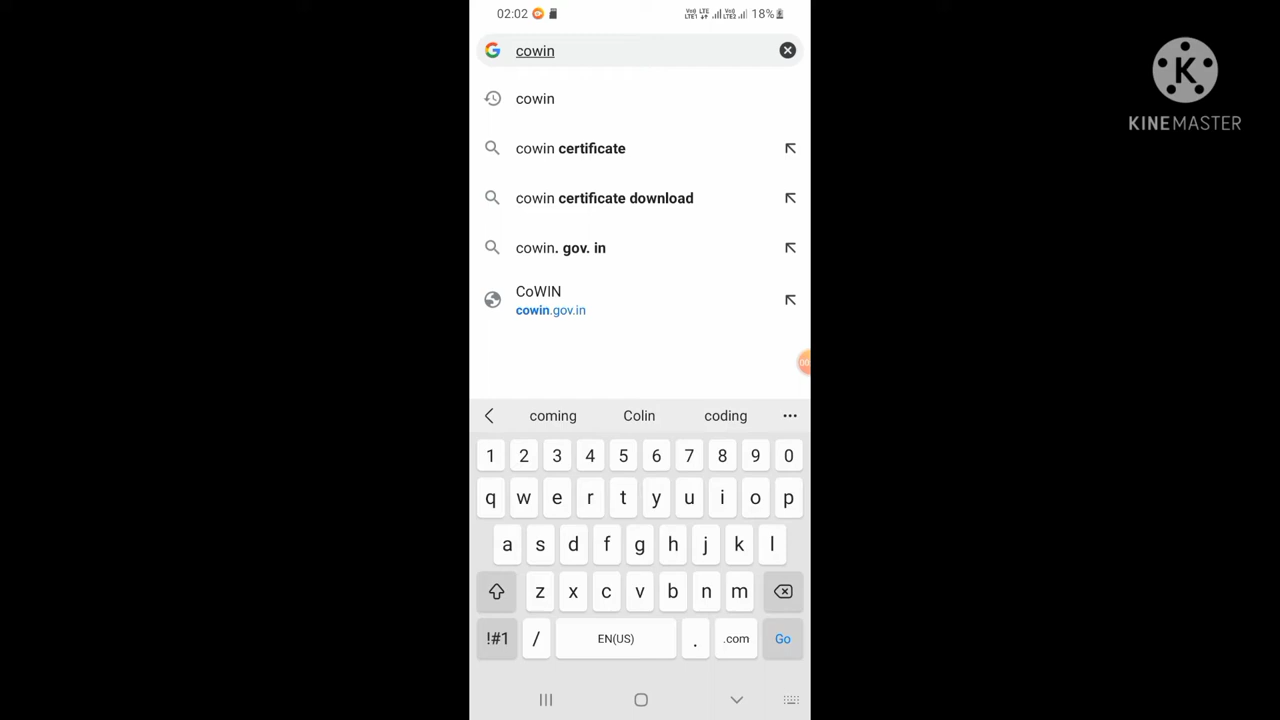 02:02 18%
cowin
cowin
cowin certificate
cowin certificate download
cowin. gov. in
CoWIN
cowin.gov.in
00
coming Colin coding
1 2 3 4 5 6 7 8 9 0
q w e r t y u i o p
a s d f g h j k l
z x c v b n m
!#1 / EN(US) . .com Go
K
KINEMASTER